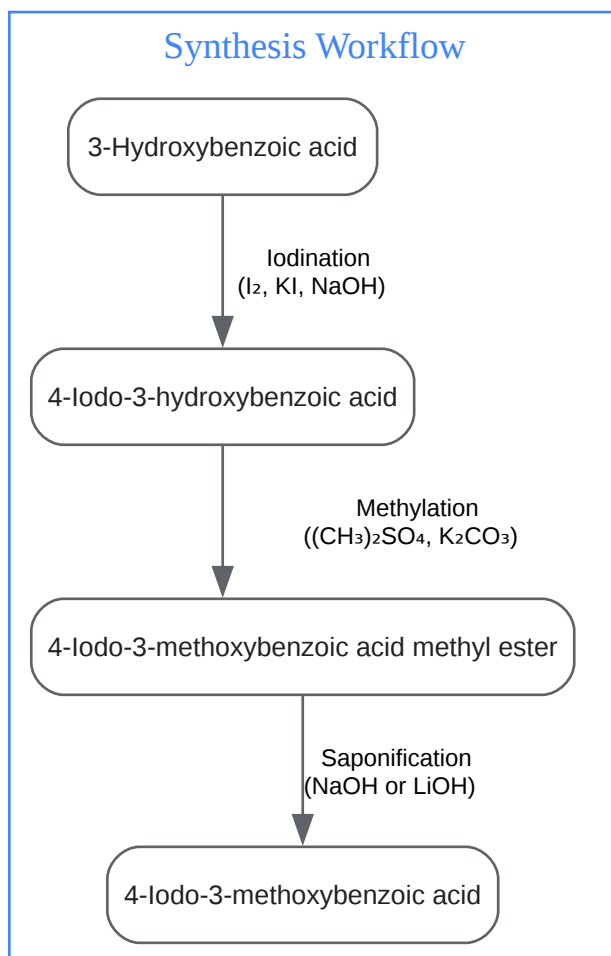 Synthesis Workflow
3-Hydroxybenzoic acid
Iodination
(I₂, KI, NaOH)
4-Iodo-3-hydroxybenzoic acid
Methylation
((CH₃)₂SO₄, K₂CO₃)
4-Iodo-3-methoxybenzoic acid methyl ester
Saponification
(NaOH or LiOH)
4-Iodo-3-methoxybenzoic acid